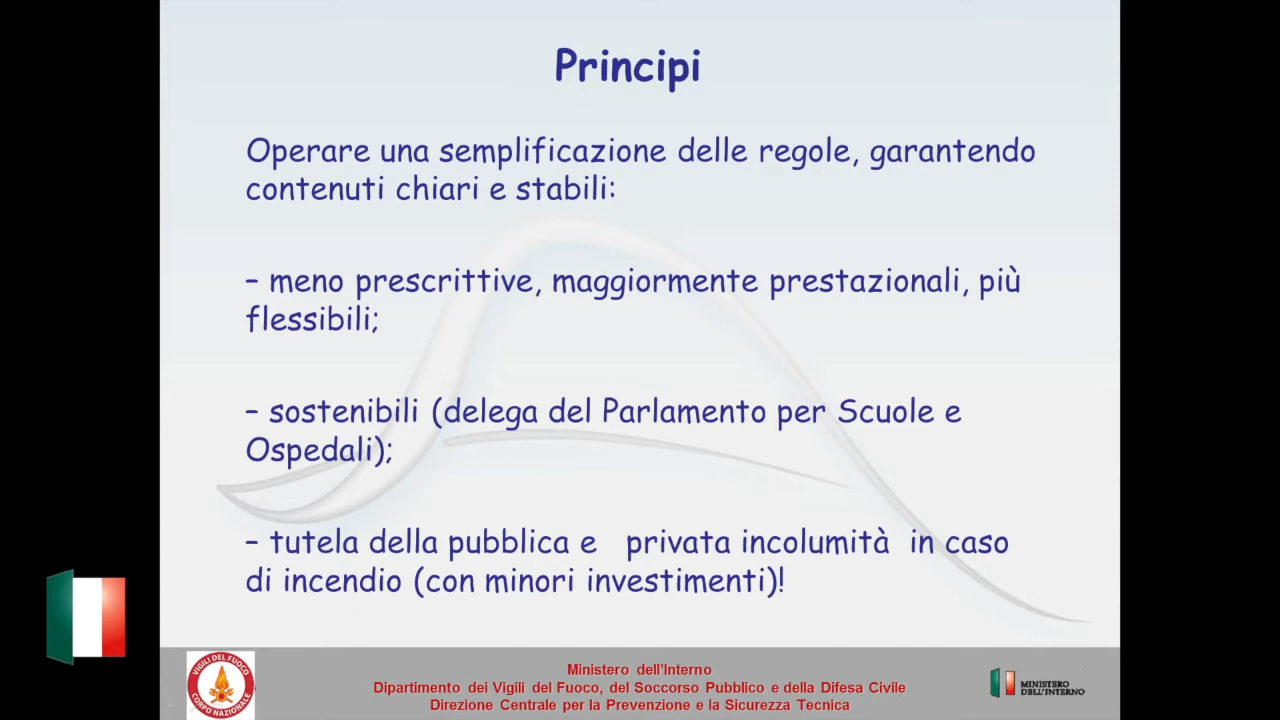 Principi
Operare una semplificazione delle regole, garantendo
contenuti chiari e stabili:
– meno prescrittive, maggiormente prestazionali, più
flessibili;
– sostenibili (delega del Parlamento per Scuole e
Ospedali);
– tutela della pubblica e privata incolumità in caso
di incendio (con minori investimenti)!
VIGILI DEL FUOCO
CORPO NAZIONALE
Ministero dell'Interno
Dipartimento dei Vigili del Fuoco, del Soccorso Pubblico e della Difesa Civile
Direzione Centrale per la Prevenzione e la Sicurezza Tecnica
MINISTERO
DELL'INTERNO